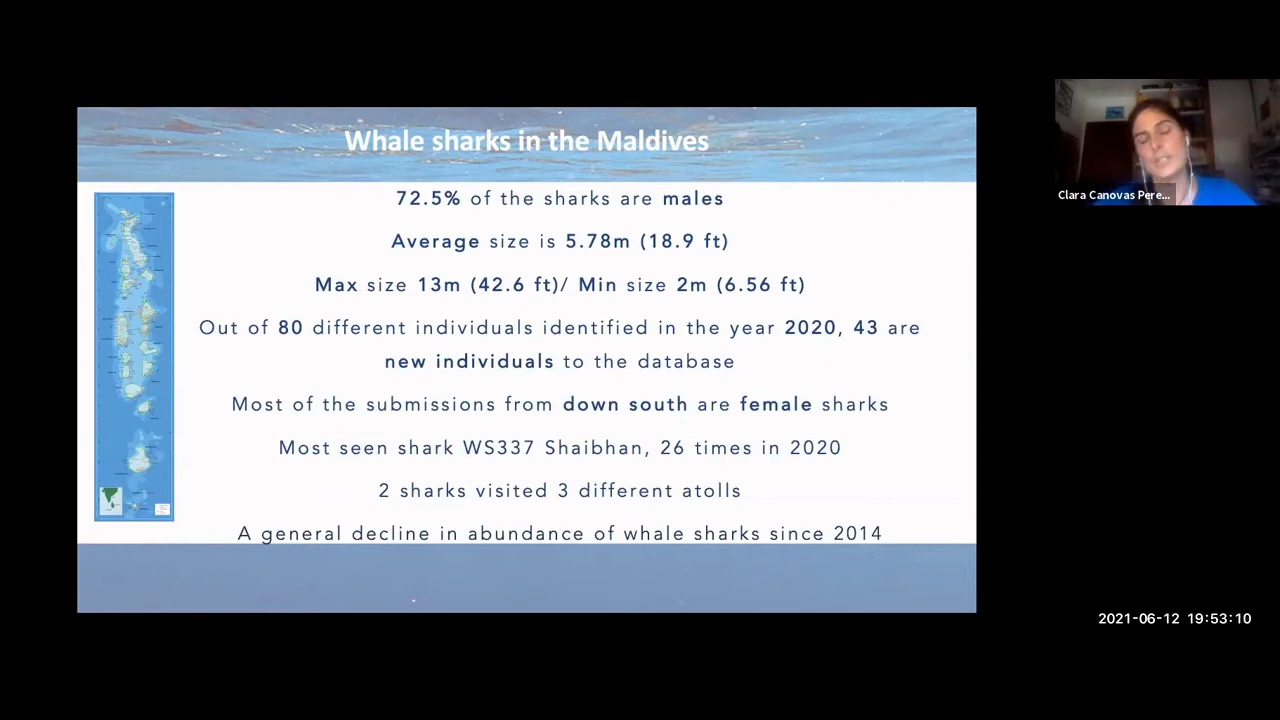 Whale sharks in the Maldives
72.5% of the sharks are males
Average size is 5.78m (18.9 ft)
Max size 13m (42.6 ft)/ Min size 2m (6.56 ft)
Out of 80 different individuals identified in the year 2020, 43 are
new individuals to the database
Most of the submissions from down south are female sharks
Most seen shark WS337 Shaibhan, 26 times in 2020
2 sharks visited 3 different atolls
A general decline in abundance of whale sharks since 2014
Clara Canovas Pere...
2021-06-12 19:53:10